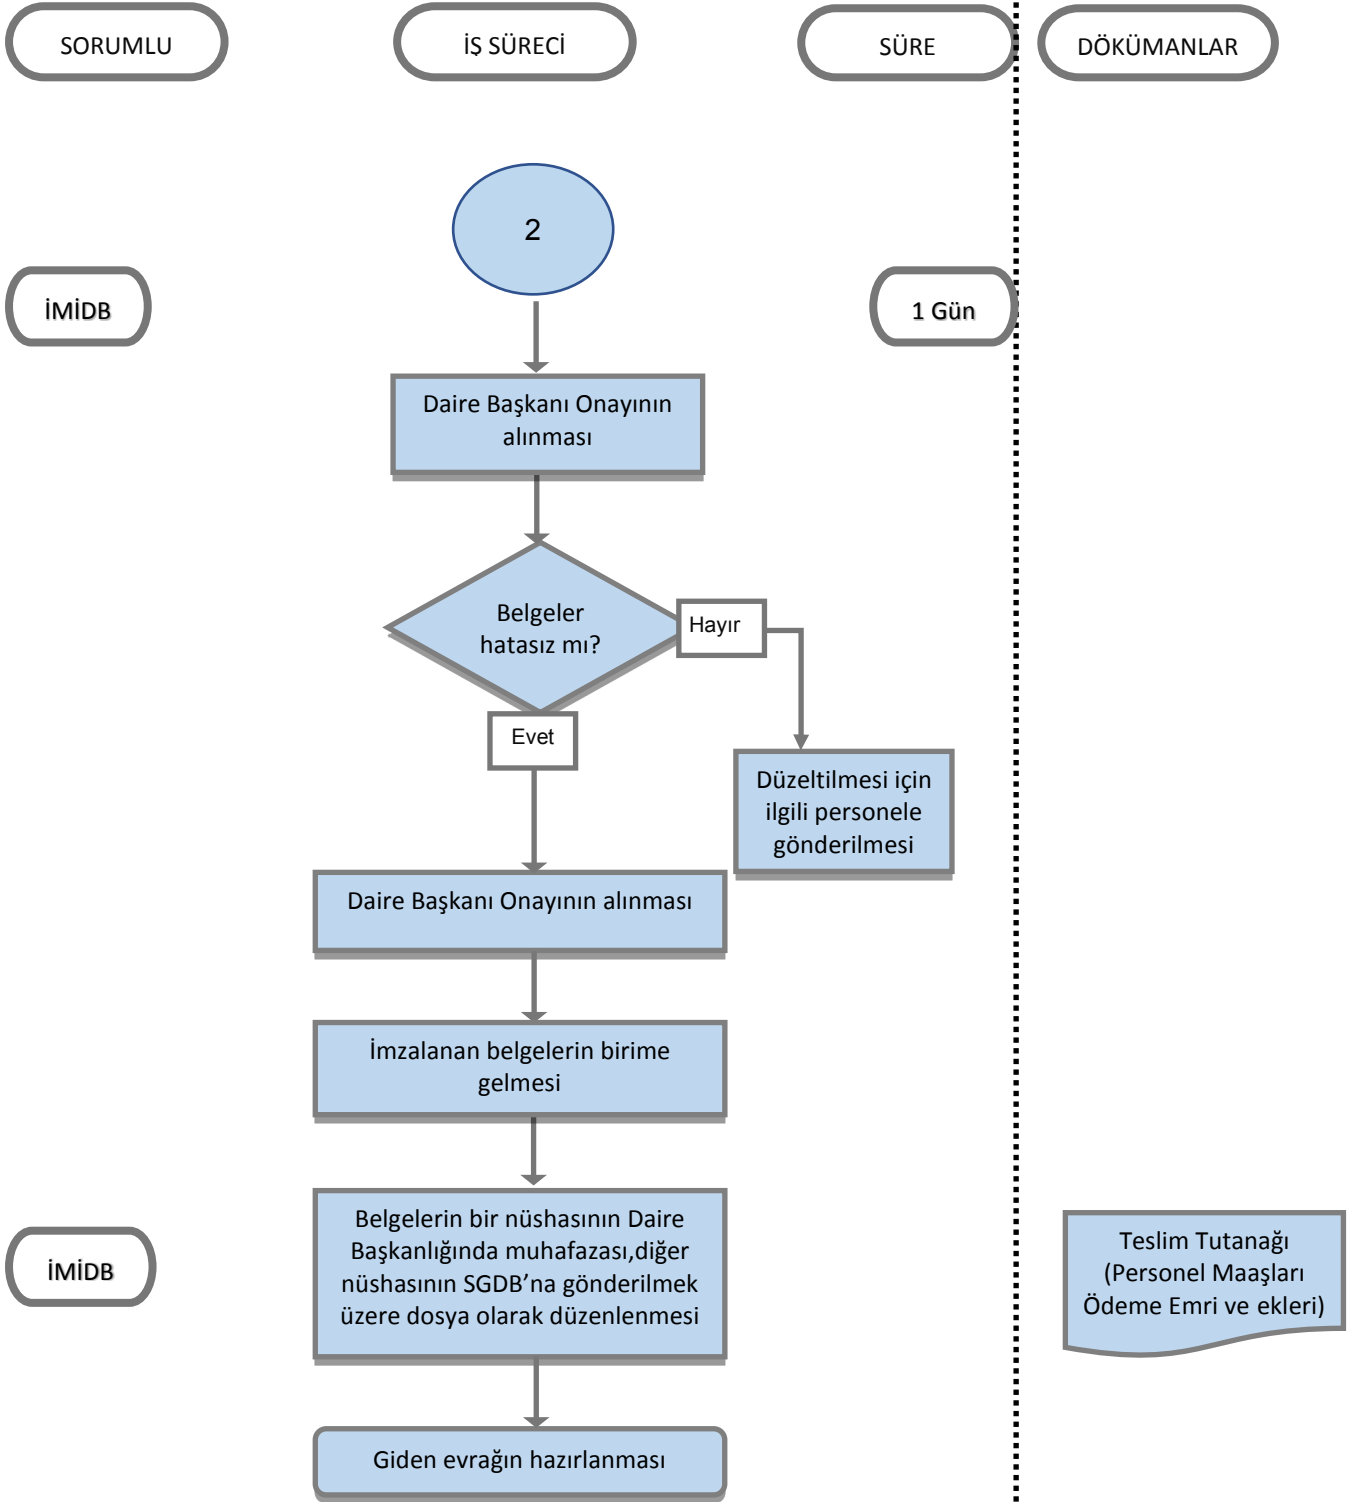 SORUMLU
İŞ SÜRECİ
SÜRE
DÖKÜMANLAR
2
İMİDB
1 Gün
Daire Başkanı Onayının
alınması
Belgeler
hatasız mı?
Hayır
Evet
Düzeltilmesi için
ilgili personele
gönderilmesi
Daire Başkanı Onayının alınması
İmzalanan belgelerin birime
gelmesi
İMİDB
Belgelerin bir nüshasının Daire
Başkanlığında muhafazası,diğer
nüshasının SGDB’na gönderilmek
üzere dosya olarak düzenlenmesi
Teslim Tutanağı
(Personel Maaşları
Ödeme Emri ve ekleri)
Giden evrağın hazırlanması